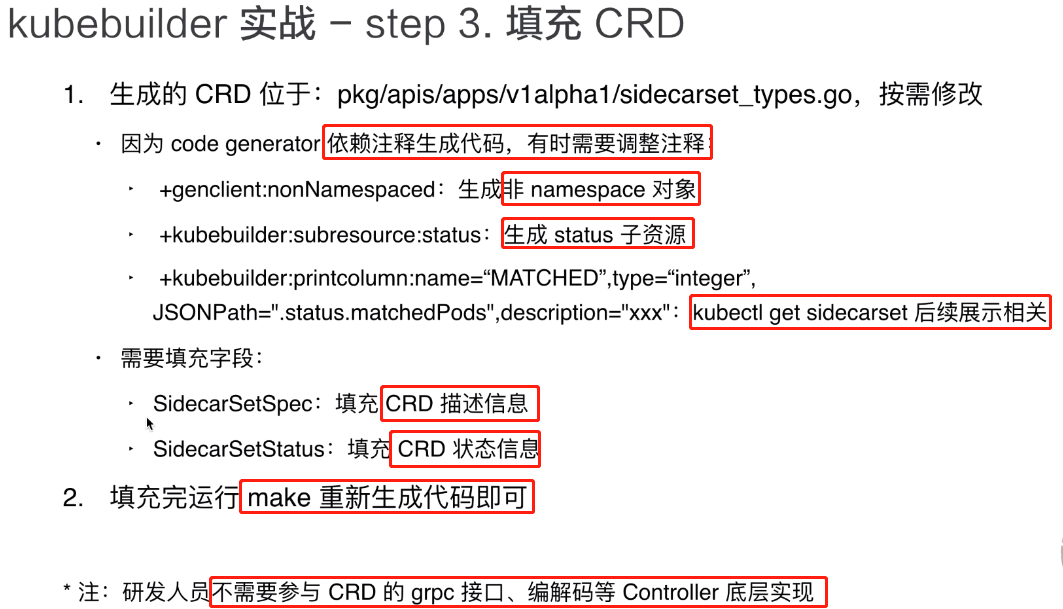 kubebuilder 实战 – step 3. 填充 CRD
1. 生成的 CRD 位于：pkg/apis/apps/v1alpha1/sidecarset_types.go，按需修改
· 因为 code generator 依赖注释生成代码，有时需要调整注释：
‣ +genclient:nonNamespaced：生成非 namespace 对象
‣ +kubebuilder:subresource:status：生成 status 子资源
‣ +kubebuilder:printcolumn:name=“MATCHED”,type=“integer”,
JSONPath=".status.matchedPods",description="xxx"：kubectl get sidecarset 后续展示相关
· 需要填充字段：
‣ SidecarSetSpec：填充 CRD 描述信息
‣ SidecarSetStatus：填充 CRD 状态信息
2. 填充完运行 make 重新生成代码即可
* 注：研发人员不需要参与 CRD 的 grpc 接口、编解码等 Controller 底层实现